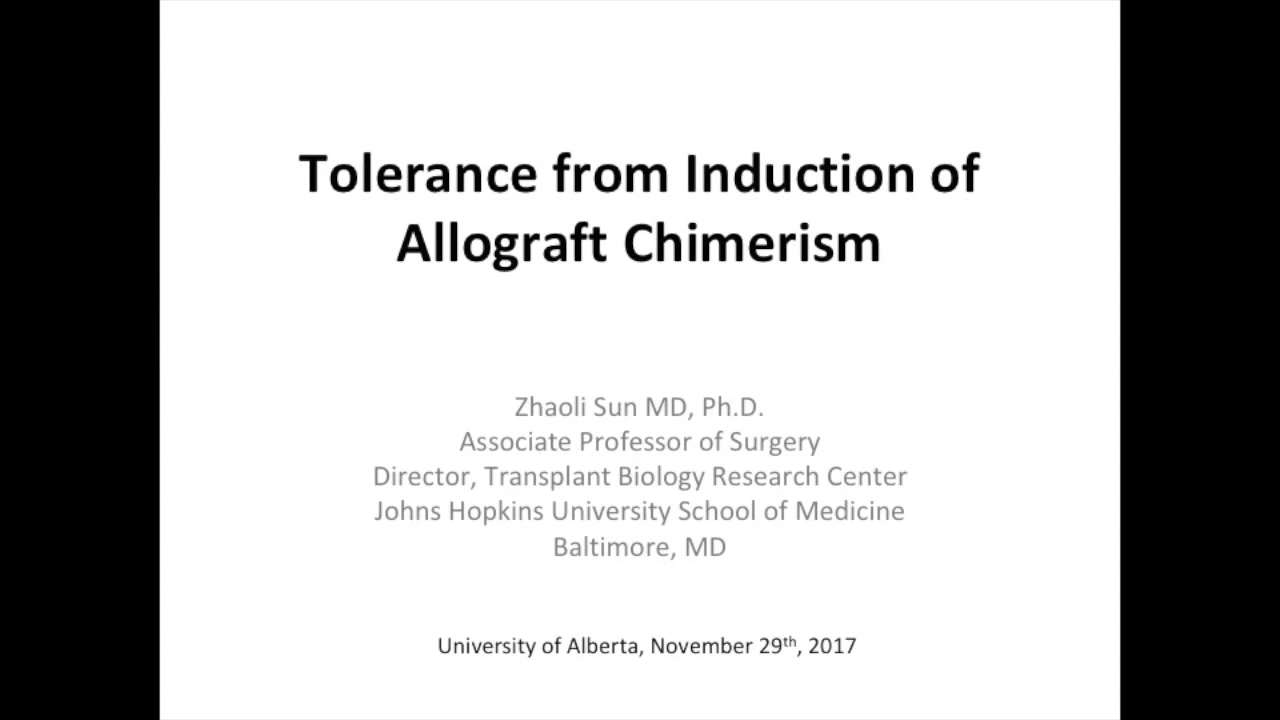 Tolerance from Induction of
Allograft Chimerism
Zhaoli Sun MD, Ph.D.
Associate Professor of Surgery
Director, Transplant Biology Research Center
Johns Hopkins University School of Medicine
Baltimore, MD
University of Alberta, November 29th, 2017